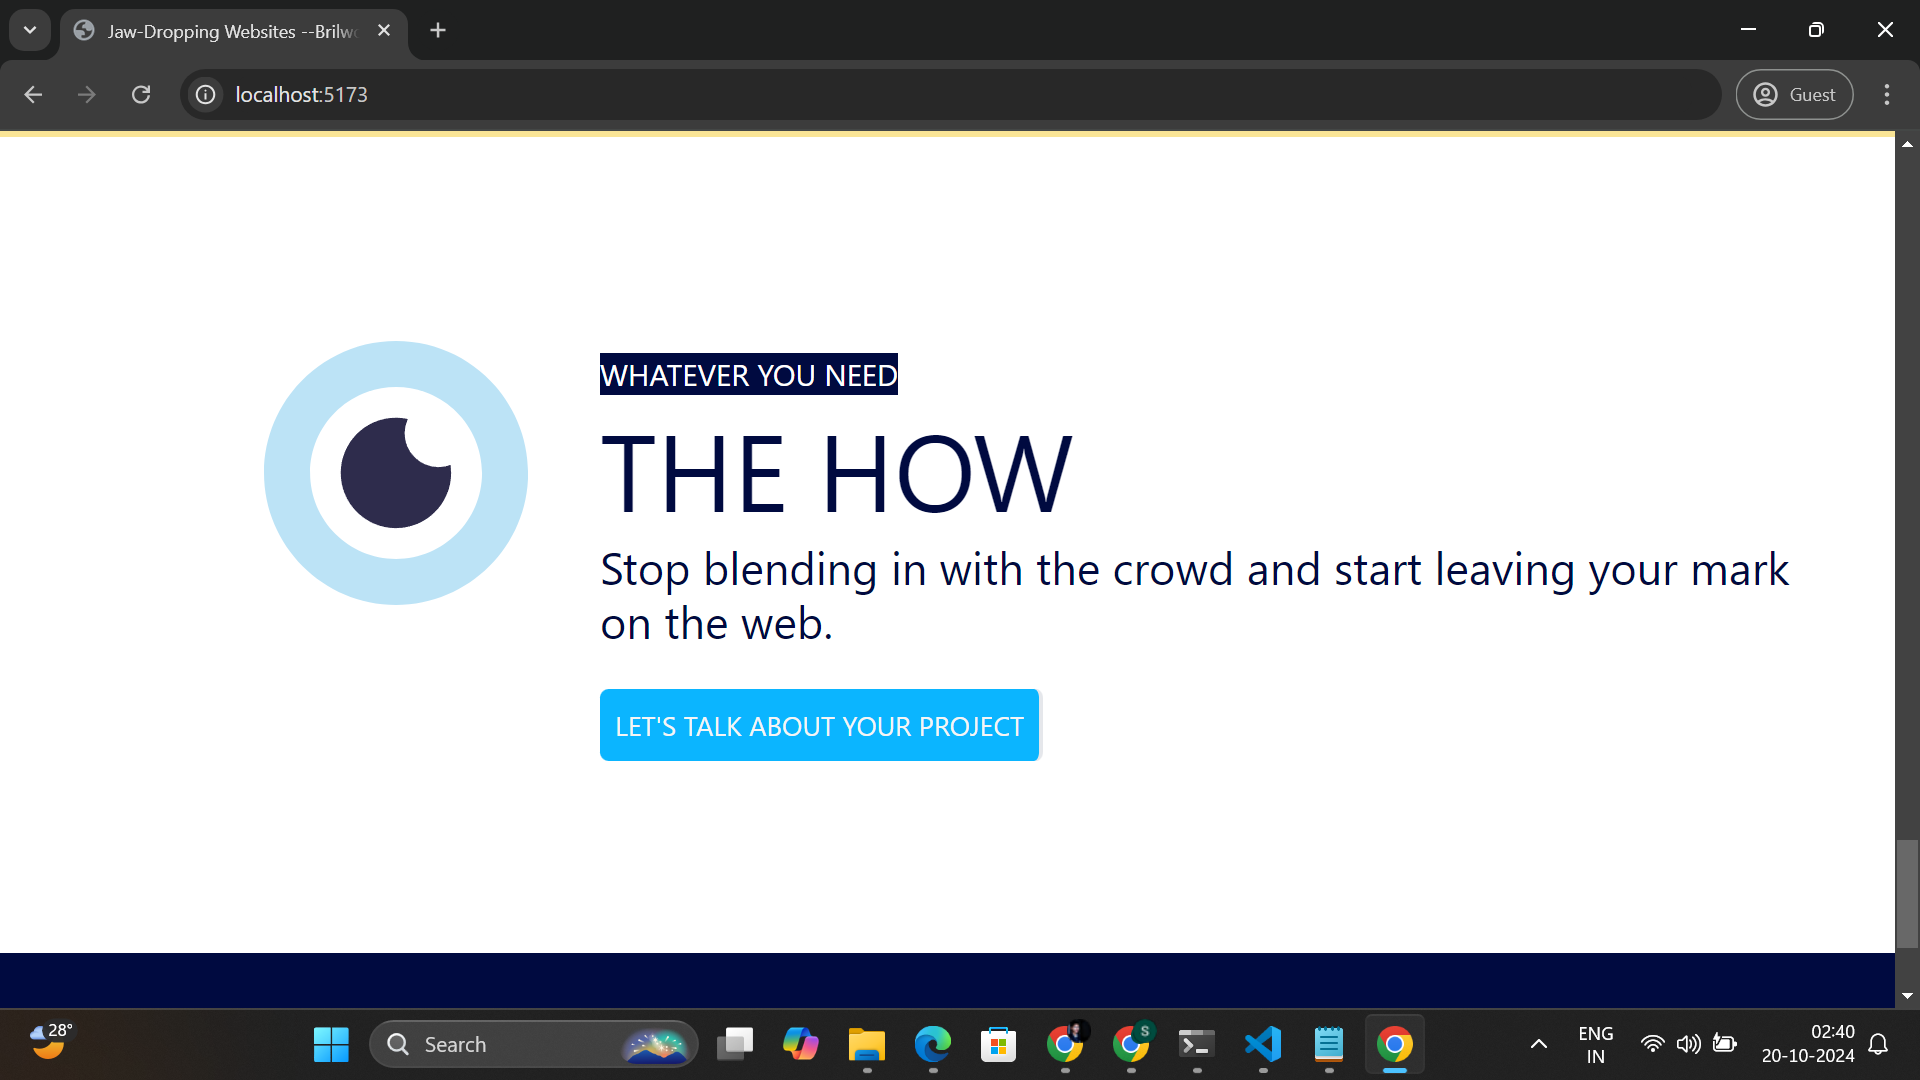 Jaw-Dropping Websites --Brilw
localhost:5173
Guest
WHATEVER YOU NEED
THE HOW
Stop blending in with the crowd and start leaving your mark
on the web.
LET'S TALK ABOUT YOUR PROJECT
28°
Search
S
ENG
IN
02:40
20-10-2024